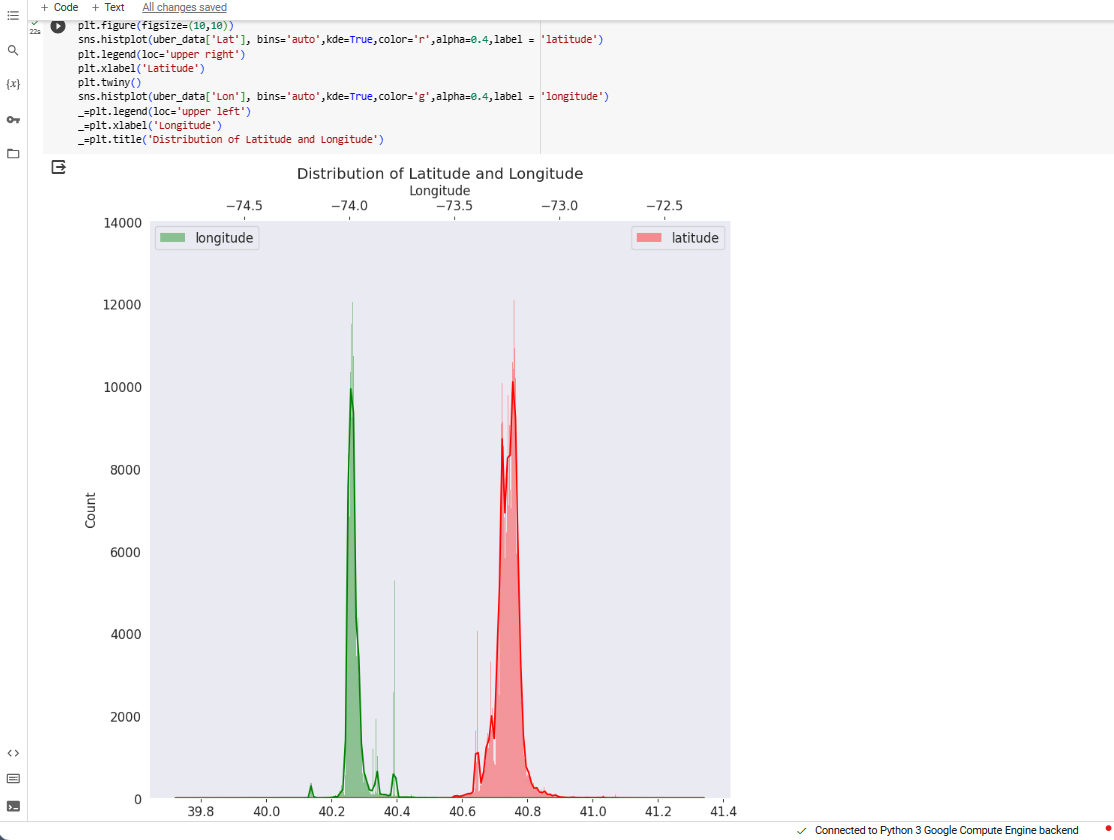 + Code + Text All changes saved
22s
plt.figure(figsize=(10,10))
sns.histplot(uber_data['Lat'], bins='auto',kde=True,color='r',alpha=0.4,label = 'latitude')
plt.legend(loc='upper right')
plt.xlabel('Latitude')
plt.twiny()
sns.histplot(uber_data['Lon'], bins='auto',kde=True,color='g',alpha=0.4,label = 'longitude')
_=plt.legend(loc='upper left')
_=plt.xlabel('Longitude')
_=plt.title('Distribution of Latitude and Longitude')
{x}
Distribution of Latitude and Longitude
Longitude
−74.5 −74.0 −73.5 −73.0 −72.5
longitude
latitude
14000
12000
10000
8000
6000
4000
2000
0
Count
39.8 40.0 40.2 40.4 40.6 40.8 41.0 41.2 41.4
Connected to Python 3 Google Compute Engine backend